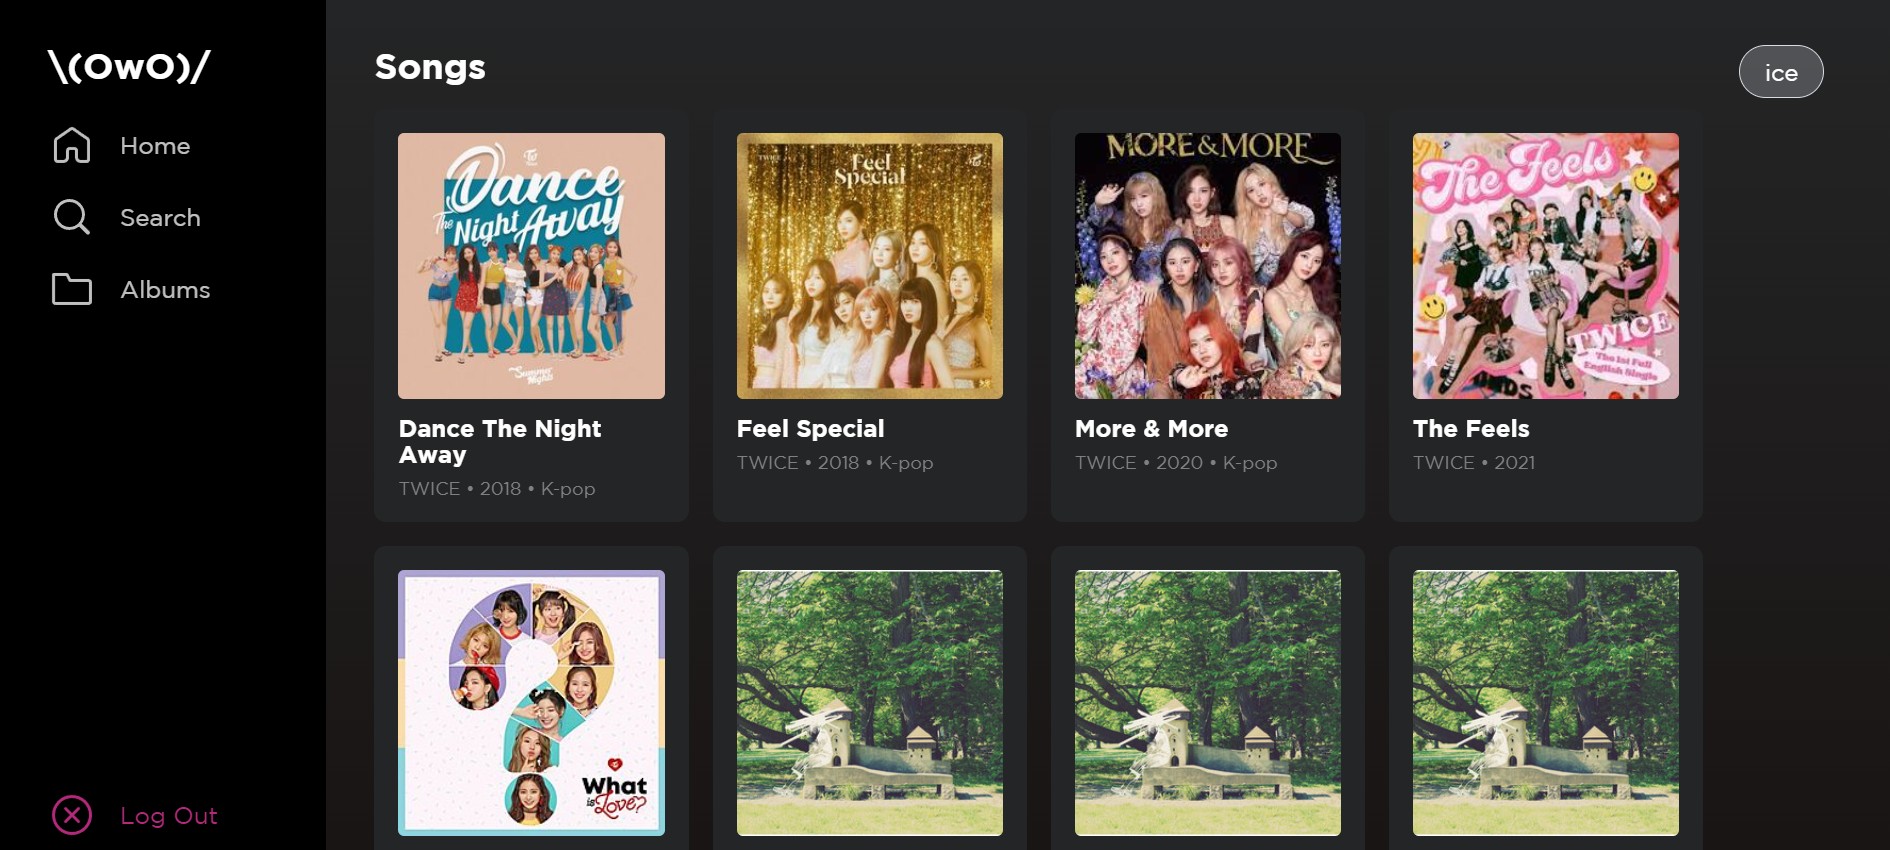 \(OwO)/
Home
Search
Albums
Log Out
Songs
ice
Dance
The Night Away
Summer
Nights
Dance The Night
Away
TWICE • 2018 • K-pop
TWICE
Feel
Special
Feel Special
TWICE • 2018 • K-pop
MORE & MORE
More & More
TWICE • 2020 • K-pop
The Feels
TWICE
The 1st Full
English Single
The Feels
TWICE • 2021
What
is Love?